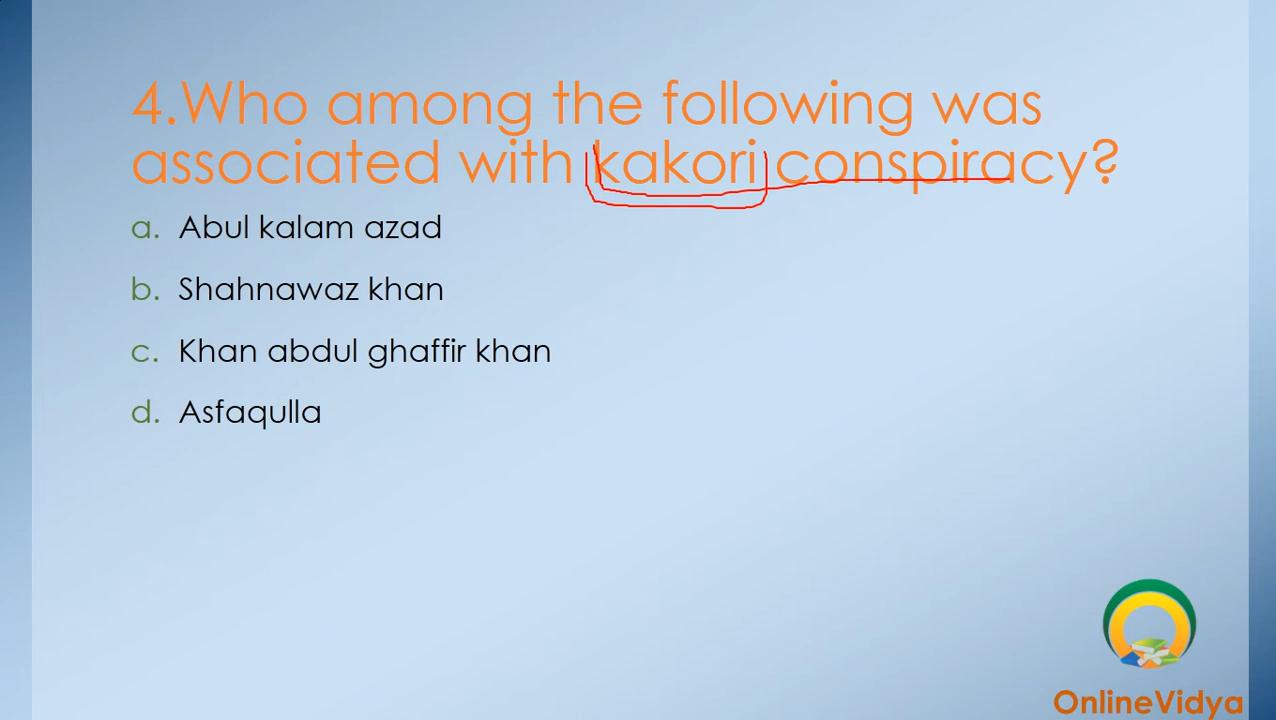 4.Who among the following was
associated with kakori conspiracy?
a. Abul kalam azad
b. Shahnawaz khan
c. Khan abdul ghaffir khan
d. Asfaqulla
OnlineVidya